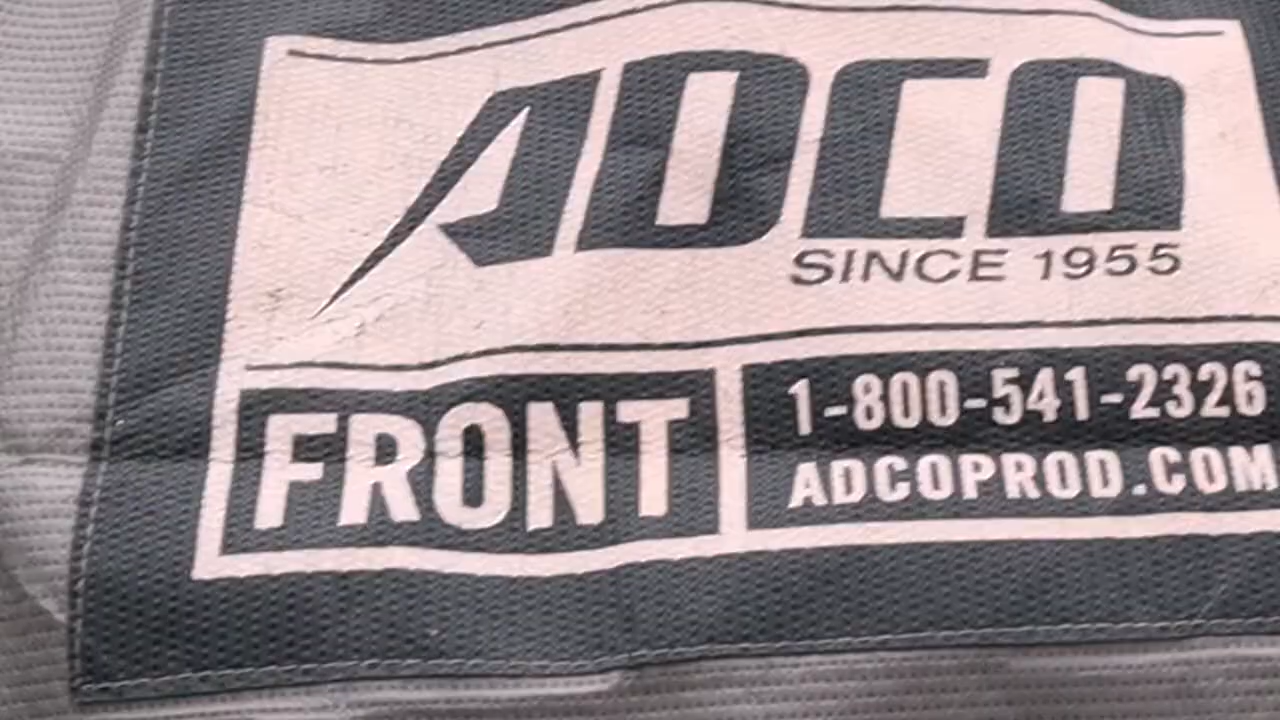 ADCO
SINCE 1955
FRONT
1-800-541-2326
ADCOPROD.COM